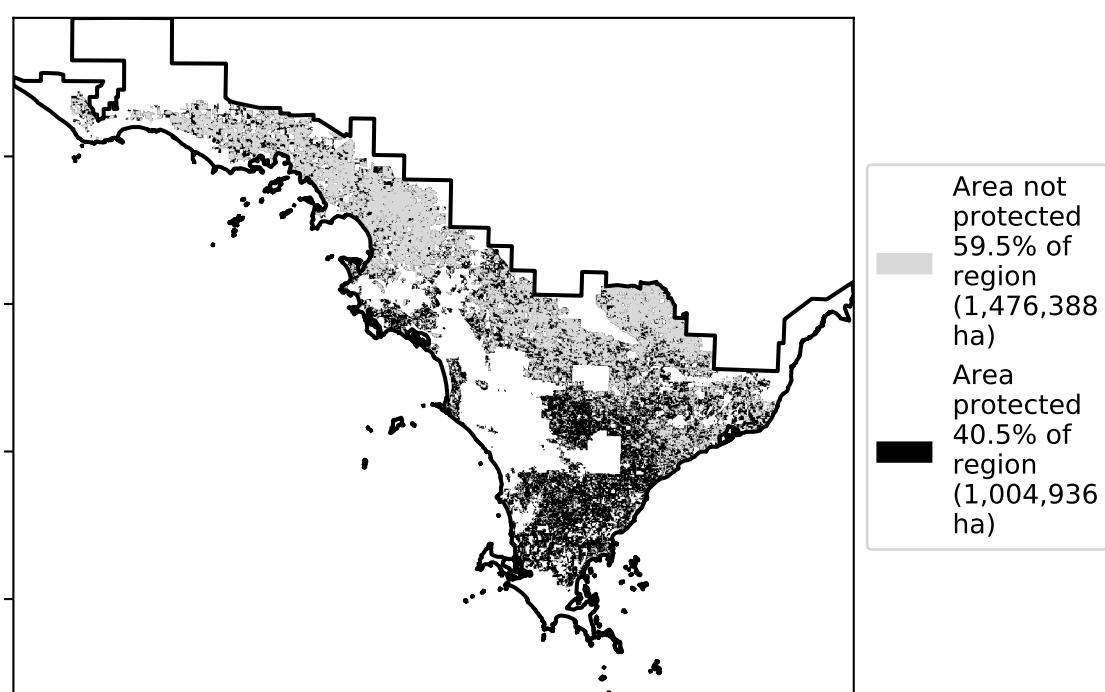 Area not
protected
59.5% of
region
(1,476,388
ha)
Area
protected
40.5% of
region
(1,004,936
ha)